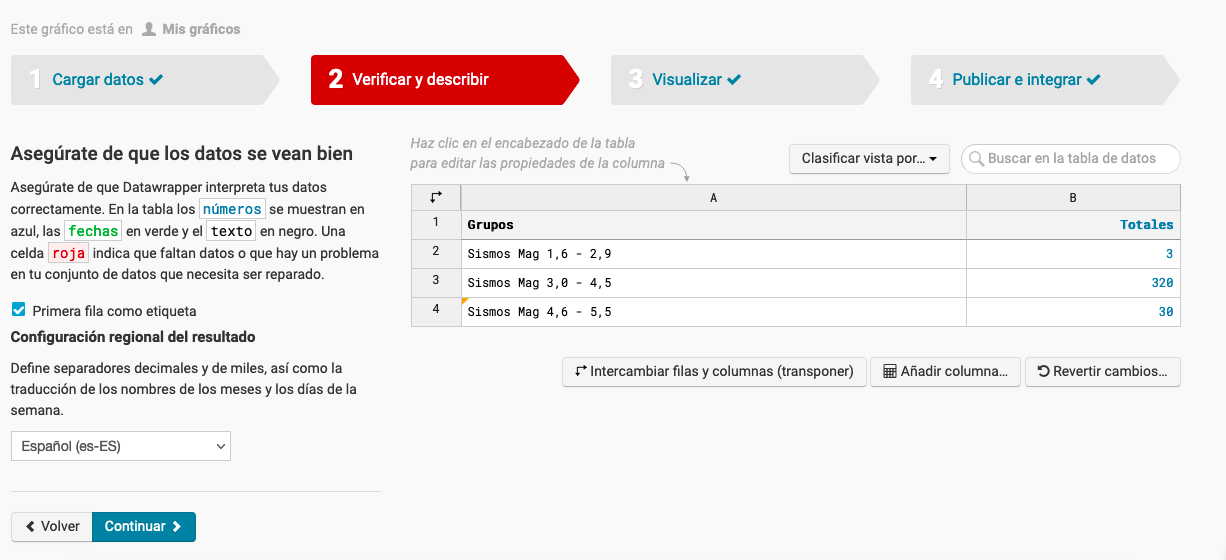 Este gráfico está en Mis gráficos
1 Cargar datos
2 Verificar y describir
3 Visualizar
4 Publicar e integrar
Asegúrate de que los datos se vean bien
Asegúrate de que Datawrapper interpreta tus datos
correctamente. En la tabla los números se muestran en
azul, las fechas en verde y el texto en negro. Una
celda roja indica que faltan datos o que hay un problema
en tu conjunto de datos que necesita ser reparado.
Primera fila como etiqueta
Configuración regional del resultado
Define separadores decimales y de miles, así como la
traducción de los nombres de los meses y los días de la
semana.
Español (es-ES)
Volver
Continuar
Haz clic en el encabezado de la tabla
para editar las propiedades de la columna
Clasificar vista por...
Buscar en la tabla de datos
A B
1 Grupos Totales
2 Sismos Mag 1,6 - 2,9 3
3 Sismos Mag 3,0 - 4,5 320
4 Sismos Mag 4,6 - 5,5 30
Intercambiar filas y columnas (transponer)
Añadir columna...
Revertir cambios...